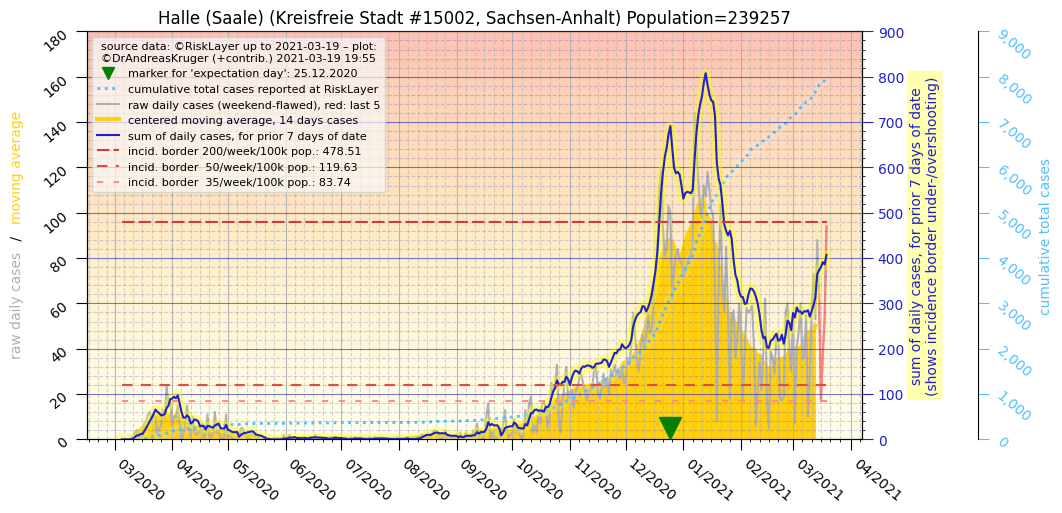 Halle (Saale) (Kreisfreie Stadt #15002, Sachsen-Anhalt) Population=239257
source data: ©RiskLayer up to 2021-03-19 – plot:
©DrAndreasKruger (+contrib.) 2021-03-19 19:55
marker for 'expectation day': 25.12.2020
cumulative total cases reported at RiskLayer
raw daily cases (weekend-flawed), red: last 5
centered moving average, 14 days cases
sum of daily cases, for prior 7 days of date
incid. border 200/week/100k pop.: 478.51
incid. border  50/week/100k pop.: 119.63
incid. border  35/week/100k pop.: 83.74
raw daily cases   /   moving average
180
160
140
120
100
80
60
40
20
0
03/2020
04/2020
05/2020
06/2020
07/2020
08/2020
09/2020
10/2020
11/2020
12/2020
01/2021
02/2021
03/2021
04/2021
900
800
700
600
500
400
300
200
100
0
sum of daily cases, for prior 7 days of date
(shows incidence border under-/overshooting)
9,000
8,000
7,000
6,000
5,000
4,000
3,000
2,000
1,000
0
cumulative total cases